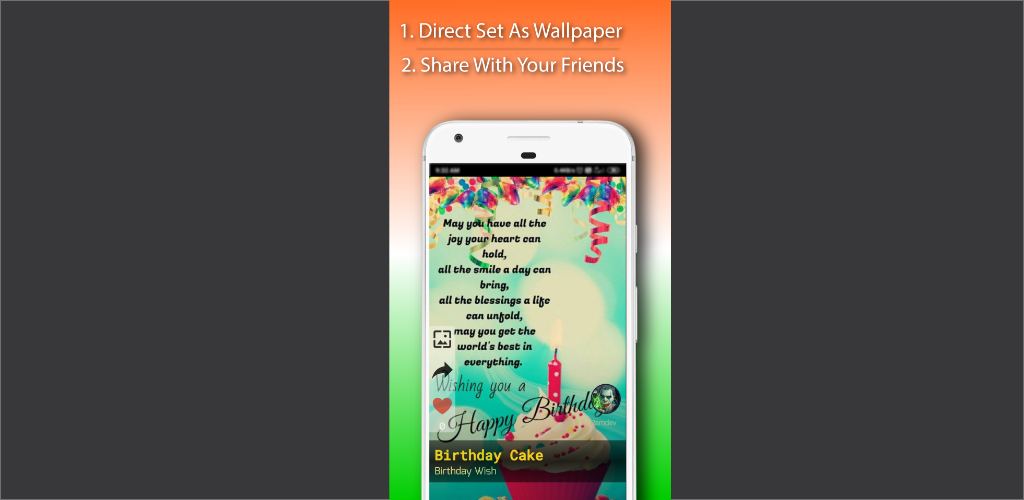 1. Direct Set As Wallpaper
2. Share With Your Friends
May you have all the
joy your heart can
hold,
all the smile a day can
bring,
all the blessings a life
can unfold,
may you get the
world's best in
everything.
Wishing you a
Happy Birthday
0
Birthday Cake
Birthday Wish